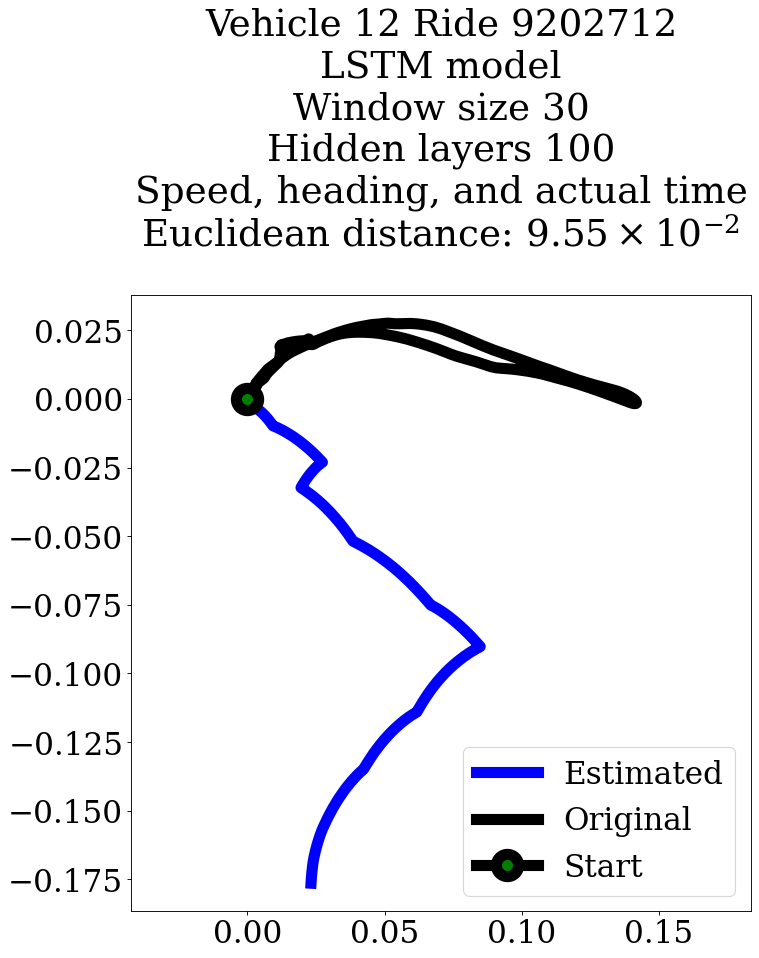 Vehicle 12 Ride 9202712
LSTM model
Window size 30
Hidden layers 100
Speed, heading, and actual time
Euclidean distance: 9.55 × 10⁻²
0.025
0.000
−0.025
−0.050
−0.075
−0.100
−0.125
−0.150
−0.175
0.00 0.05 0.10 0.15
Estimated
Original
Start